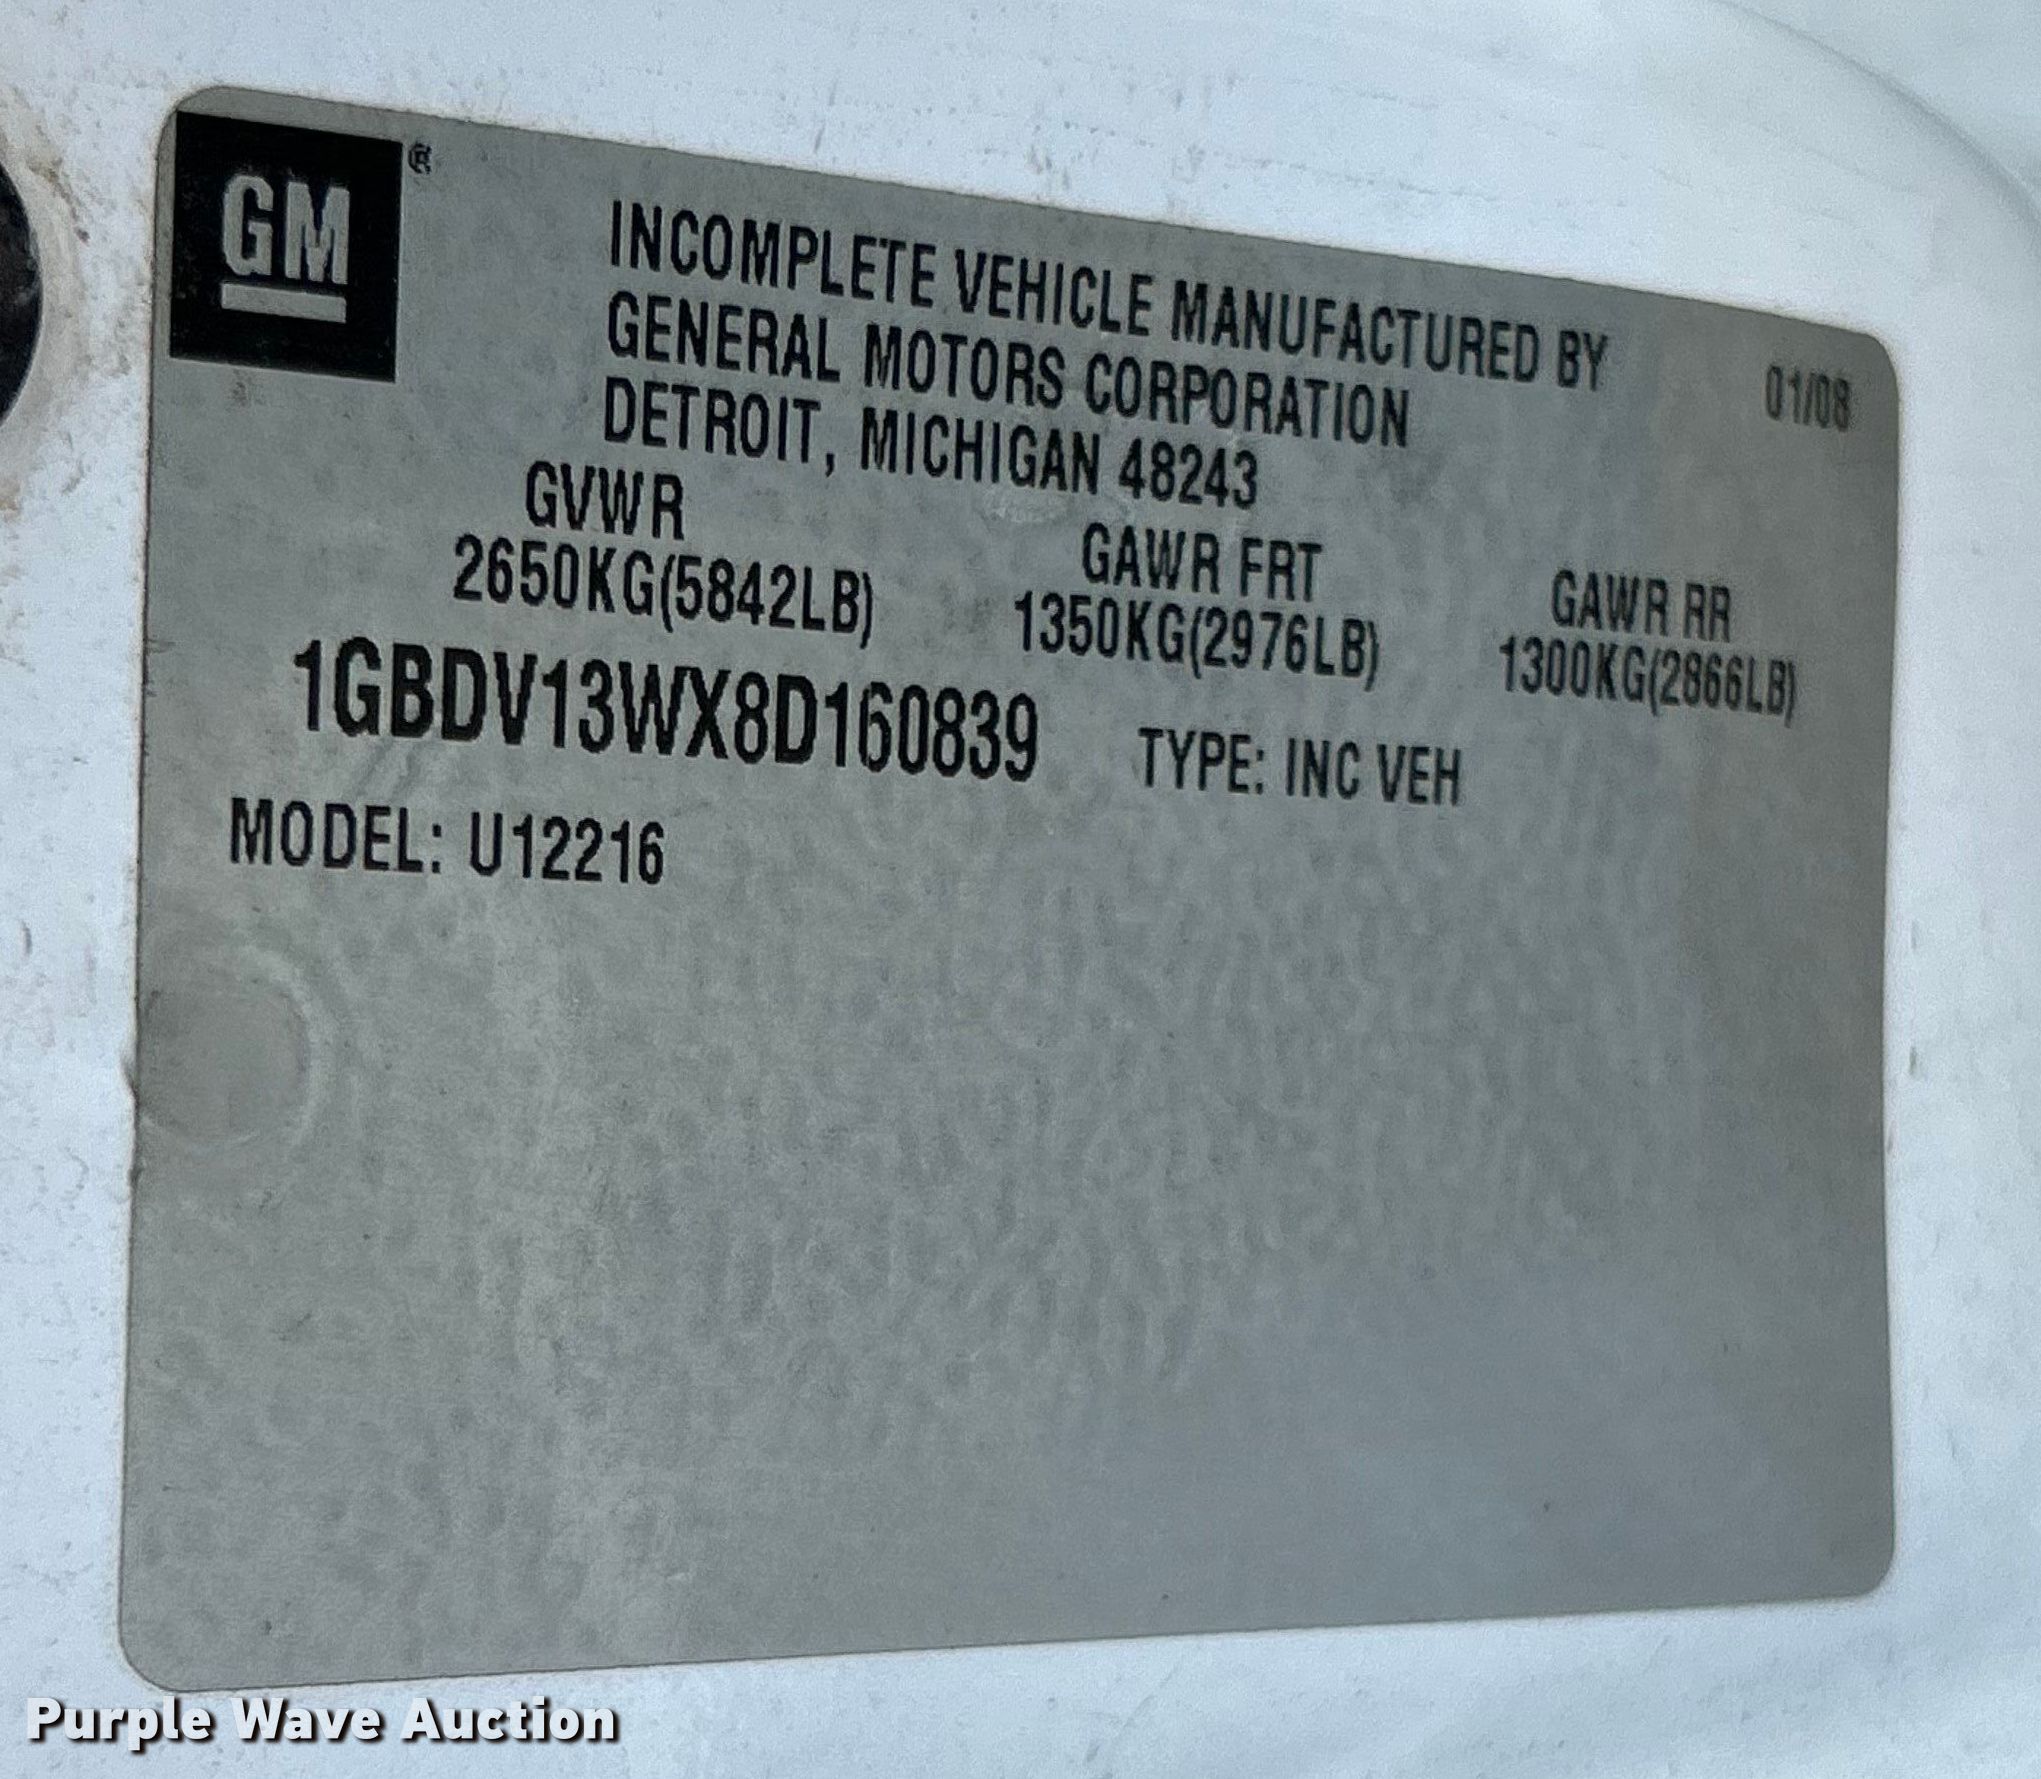 GM ®
INCOMPLETE VEHICLE MANUFACTURED BY
GENERAL MOTORS CORPORATION
DETROIT, MICHIGAN 48243
01/08
GVWR GAWR FRT GAWR RR
2650KG(5842LB) 1350KG(2976LB) 1300KG(2866LB)
1GBDV13WX8D160839 TYPE: INC VEH
MODEL: U12216
Purple Wave Auction